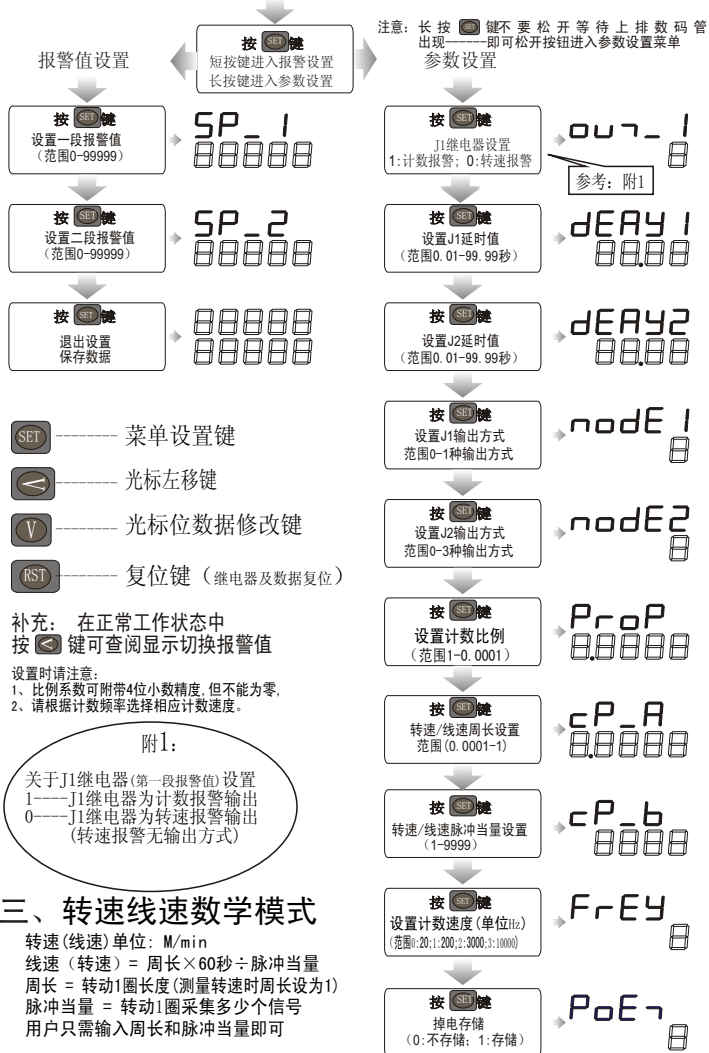 注意: 长按 SET 键不要松开等待上排数码管
出现------即可松开按钮进入参数设置菜单
按 SET 键
短按键进入报警设置
长按键进入参数设置
报警值设置
按 SET 键
设置一段报警值
(范围0-99999)
SP_1
88888
按 SET 键
设置二段报警值
(范围0-99999)
SP_2
88888
按 SET 键
退出设置
保存数据
88888
88888
SET -------- 菜单设置键
< -------- 光标左移键
V -------- 光标位数据修改键
RST -------- 复位键（继电器及数据复位）
补充： 在正常工作状态中
按 < 键可查阅显示切换报警值
设置时请注意:
1、比例系数可附带4位小数精度,但不能为零,
2、请根据计数频率选择相应计数速度。
附1:
关于J1继电器(第一段报警值)设置
1----J1继电器为计数报警输出
0----J1继电器为转速报警输出
(转速报警无输出方式)
三、转速线速数学模式
转速(线速)单位: M/min
线速（转速）= 周长×60秒÷脉冲当量
周长 = 转动1圈长度(测量转速时周长设为1)
脉冲当量 = 转动1圈采集多少个信号
用户只需输入周长和脉冲当量即可
参数设置
按 SET 键
J1继电器设置
1:计数报警; 0:转速报警
ouㄱ_1
8
参考: 附1
按 SET 键
设置J1延时值
(范围0.01-99.99秒)
dEAY1
88.88
按 SET 键
设置J2延时值
(范围0.01-99.99秒)
dEAY2
88.88
按 SET 键
设置J1输出方式
范围0-1种输出方式
nodE1
8
按 SET 键
设置J2输出方式
范围0-3种输出方式
nodE2
8
按 SET 键
设置计数比例
(范围1-0.0001)
ProP
8.8888
按 SET 键
转速/线速周长设置
范围(0.0001-1)
cP_A
8.8888
按 SET 键
转速/线速脉冲当量设置
(1-9999)
cP_b
8888
按 SET 键
设置计数速度(单位Hz)
(范围0:20;1:200;2:3000;3:10000)
FrEY
8
按 SET 键
掉电存储
(0:不存储; 1:存储)
PoEㄱ
8